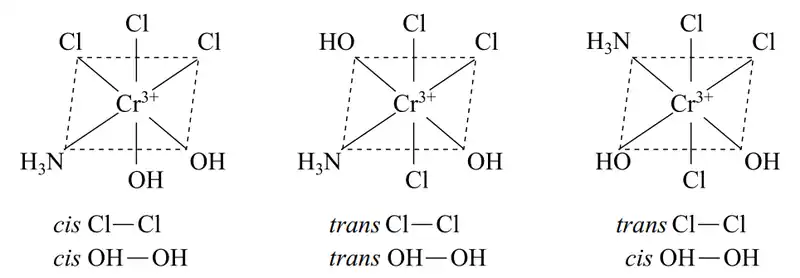 Cl Cl Cl
Cr3+
H₃N OH OH
cis Cl—Cl
cis OH—OH
HO Cl Cl
Cr3+
H₃N Cl OH
trans Cl—Cl
trans OH—OH
H₃N Cl Cl
Cr3+
HO Cl OH
trans Cl—Cl
cis OH—OH